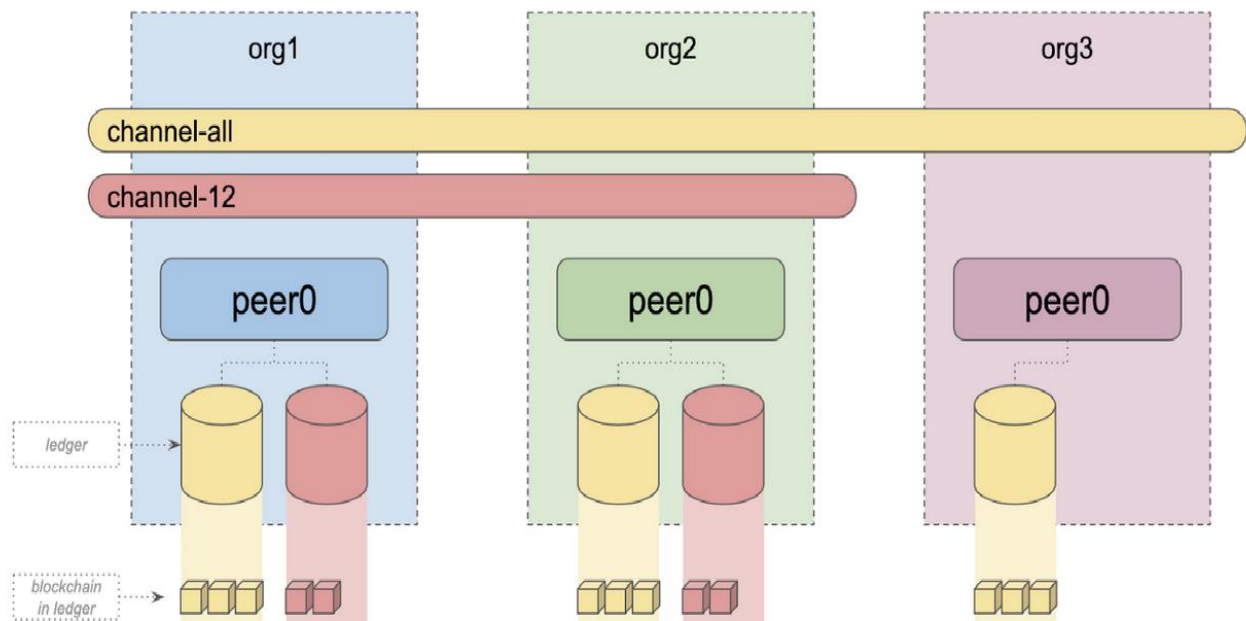 org1
org2
org3
channel-all
channel-12
peer0
peer0
peer0
ledger
blockchain
in ledger